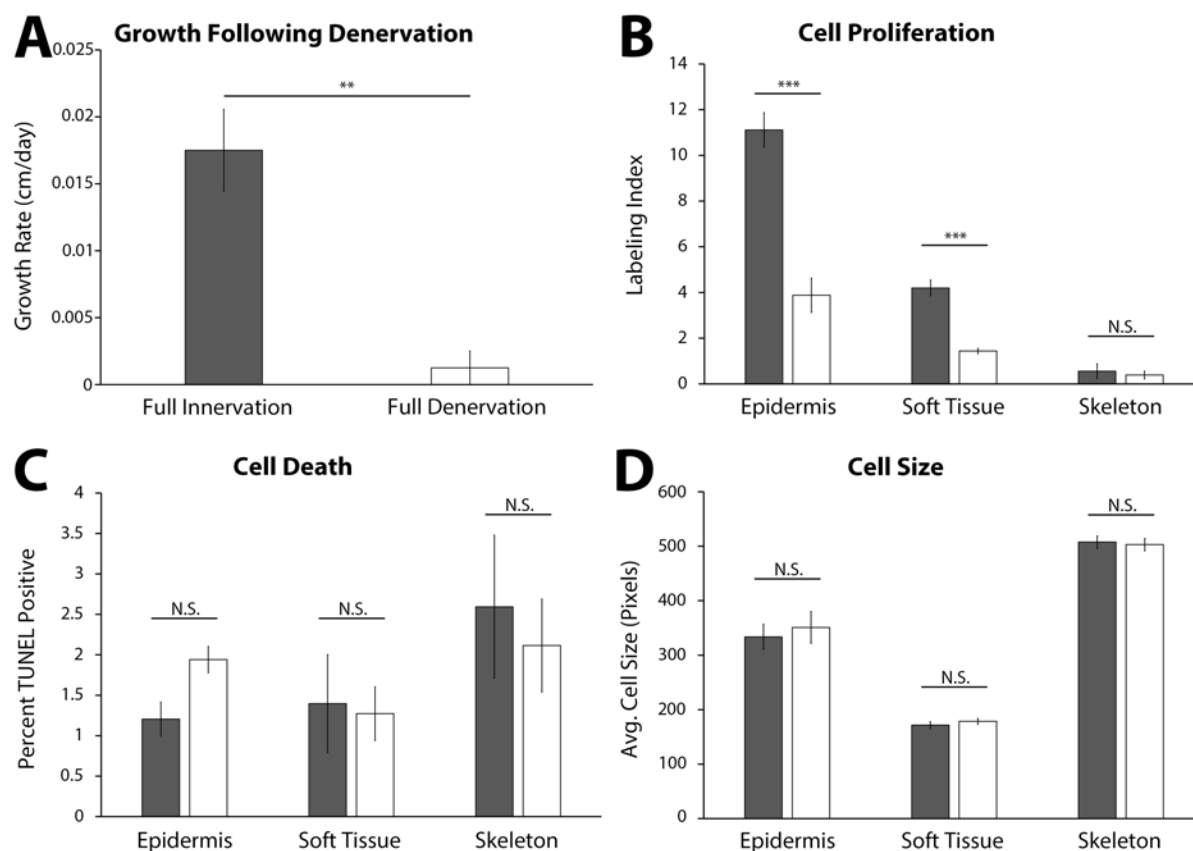 A
Growth Following Denervation
Growth Rate (cm/day)
0.025
0.02
0.015
0.01
0.005
0
**
Full Innervation
Full Denervation
B
Cell Proliferation
Labeling Index
14
12
10
8
6
4
2
0
***
***
N.S.
Epidermis
Soft Tissue
Skeleton
C
Cell Death
Percent TUNEL Positive
4
3.5
3
2.5
2
1.5
1
0.5
0
N.S.
N.S.
N.S.
Epidermis
Soft Tissue
Skeleton
D
Cell Size
Avg. Cell Size (Pixels)
600
500
400
300
200
100
0
N.S.
N.S.
N.S.
Epidermis
Soft Tissue
Skeleton